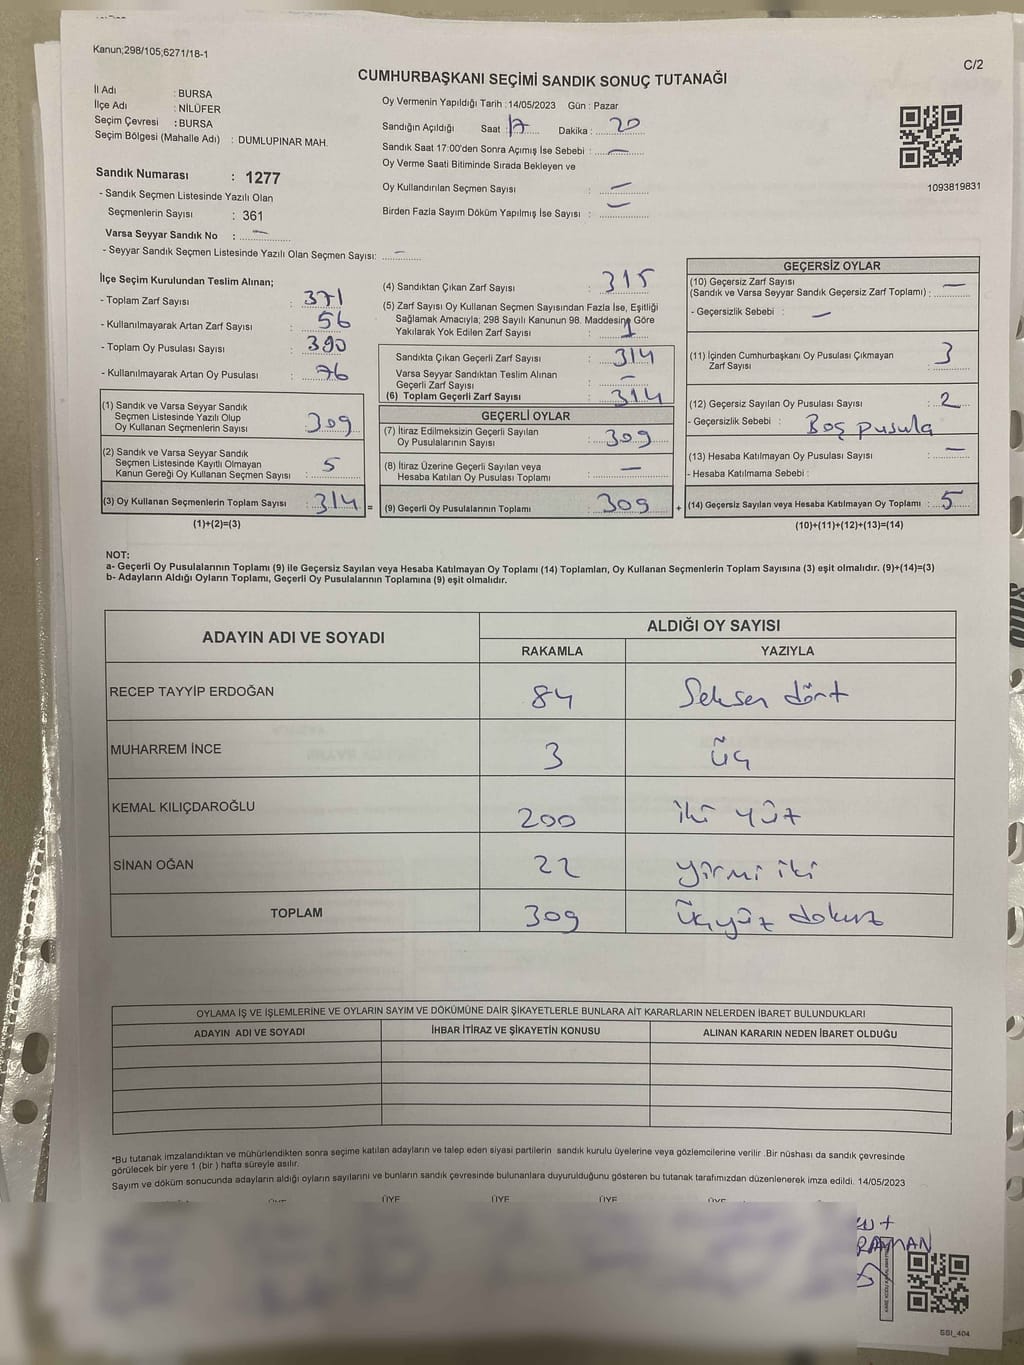 Kanun;298/105,6271/18-1
C/2
CUMHURBAŞKANI SEÇİMİ SANDIK SONUÇ TUTANAĞI
İl Adı : BURSA
İlçe Adı : NİLÜFER
Seçim Çevresi : BURSA
Seçim Bölgesi (Mahalle Adı) : DUMLUPINAR MAH.
Sandık Numarası : 1277
- Sandık Seçmen Listesinde Yazılı Olan
Seçmenlerin Sayısı : 361
Varsa Seyyar Sandık No : —
- Seyyar Sandık Seçmen Listesinde Yazılı Olan Seçmen Sayısı: —
Oy Vermenin Yapıldığı Tarih : 14/05/2023 Gün : Pazar
Sandığın Açıldığı Saat : 17 Dakika : 20
Sandık Saat 17:00'den Sonra Açımış İse Sebebi : —
Oy Verme Saati Bitiminde Sırada Bekleyen ve
Oy Kullandırılan Seçmen Sayısı : —
Birden Fazla Sayım Döküm Yapılmış İse Sayısı : —
1093819831
İlçe Seçim Kurulundan Teslim Alınan;
- Toplam Zarf Sayısı : 371
- Kullanılmayarak Artan Zarf Sayısı : 56
- Toplam Oy Pusulası Sayısı : 390
- Kullanılmayarak Artan Oy Pusulası : 76
(1) Sandık ve Varsa Seyyar Sandık
Seçmen Listesinde Yazılı Olup
Oy Kullanan Seçmenlerin Sayısı : 309
(2) Sandık ve Varsa Seyyar Sandık
Seçmen Listesinde Kayıtlı Olmayan
Kanun Gereği Oy Kullanan Seçmen Sayısı : 5
(3) Oy Kullanan Seçmenlerin Toplam Sayısı : 314 =
(1)+(2)=(3)
(4) Sandıktan Çıkan Zarf Sayısı : 315
(5) Zarf Sayısı Oy Kullanan Seçmen Sayısından Fazla İse, Eşitliği
Sağlamak Amacıyla; 298 Sayılı Kanunun 98. Maddesine Göre
Yakılarak Yok Edilen Zarf Sayısı : 1
Sandıkta Çıkan Geçerli Zarf Sayısı : 314
Varsa Seyyar Sandıktan Teslim Alınan
Geçerli Zarf Sayısı : —
(6) Toplam Geçerli Zarf Sayısı : 314
GEÇERLİ OYLAR
(7) İtiraz Edilmeksizin Geçerli Sayılan
Oy Pusulalarının Sayısı : 309
(8) İtiraz Üzerine Geçerli Sayılan veya
Hesaba Katılan Oy Pusulası Toplamı : —
(9) Geçerli Oy Pusulalarının Toplamı : 309 +
GEÇERSİZ OYLAR
(10) Geçersiz Zarf Sayısı
(Sandık ve Varsa Seyyar Sandık Geçersiz Zarf Toplamı) : —
- Geçersizlik Sebebi : —
(11) İçinden Cumhurbaşkanı Oy Pusulası Çıkmayan
Zarf Sayısı : 3
(12) Geçersiz Sayılan Oy Pusulası Sayısı : 2
- Geçersizlik Sebebi : Boş pusula
(13) Hesaba Katılmayan Oy Pusulası Sayısı : —
- Hesaba Katılmama Sebebi :
(14) Geçersiz Sayılan veya Hesaba Katılmayan Oy Toplamı : 5
(10)+(11)+(12)+(13)=(14)
NOT:
a- Geçerli Oy Pusulalarının Toplamı (9) ile Geçersiz Sayılan veya Hesaba Katılmayan Oy Toplamı (14) Toplamları, Oy Kullanan Seçmenlerin Toplam Sayısına (3) eşit olmalıdır. (9)+(14)=(3)
b- Adayların Aldığı Oyların Toplamı, Geçerli Oy Pusulalarının Toplamına (9) eşit olmalıdır.
ADAYIN ADI VE SOYADI
ALDIĞI OY SAYISI
RAKAMLA YAZIYLA
RECEP TAYYİP ERDOĞAN 84 Seksen dört
MUHARREM İNCE 3 Üç
KEMAL KILIÇDAROĞLU 200 iki yüz
SİNAN OĞAN 22 yirmi iki
TOPLAM 309 Üçyüz dokuz
OYLAMA İŞ VE İŞLEMLERİNE VE OYLARIN SAYIM VE DÖKÜMÜNE DAİR ŞİKAYETLERLE BUNLARA AİT KARARLARIN NELERDEN İBARET BULUNDUKLARI
ADAYIN ADI VE SOYADI İHBAR İTİRAZ VE ŞİKAYETİN KONUSU ALINAN KARARIN NEDEN İBARET OLDUĞU
*Bu tutanak imzalandıktan ve mühürlendikten sonra seçime katılan adayların ve talep eden siyasi partilerin sandık kurulu üyelerine veya gözlemcilerine verilir .Bir nüshası da sandık çevresinde
görülecek bir yere 1 (bir ) hafta süreyle asılır.
Sayım ve döküm sonucunda adayların aldığı oyların sayılarını ve bunların sandık çevresinde bulunanlara duyurulduğunu gösteren bu tutanak tarafımızdan düzenlenerek imza edildi. 14/05/2023
ÜYE ÜYE ÜYE ÜYE ÜYE
RAMAN
SSI_404